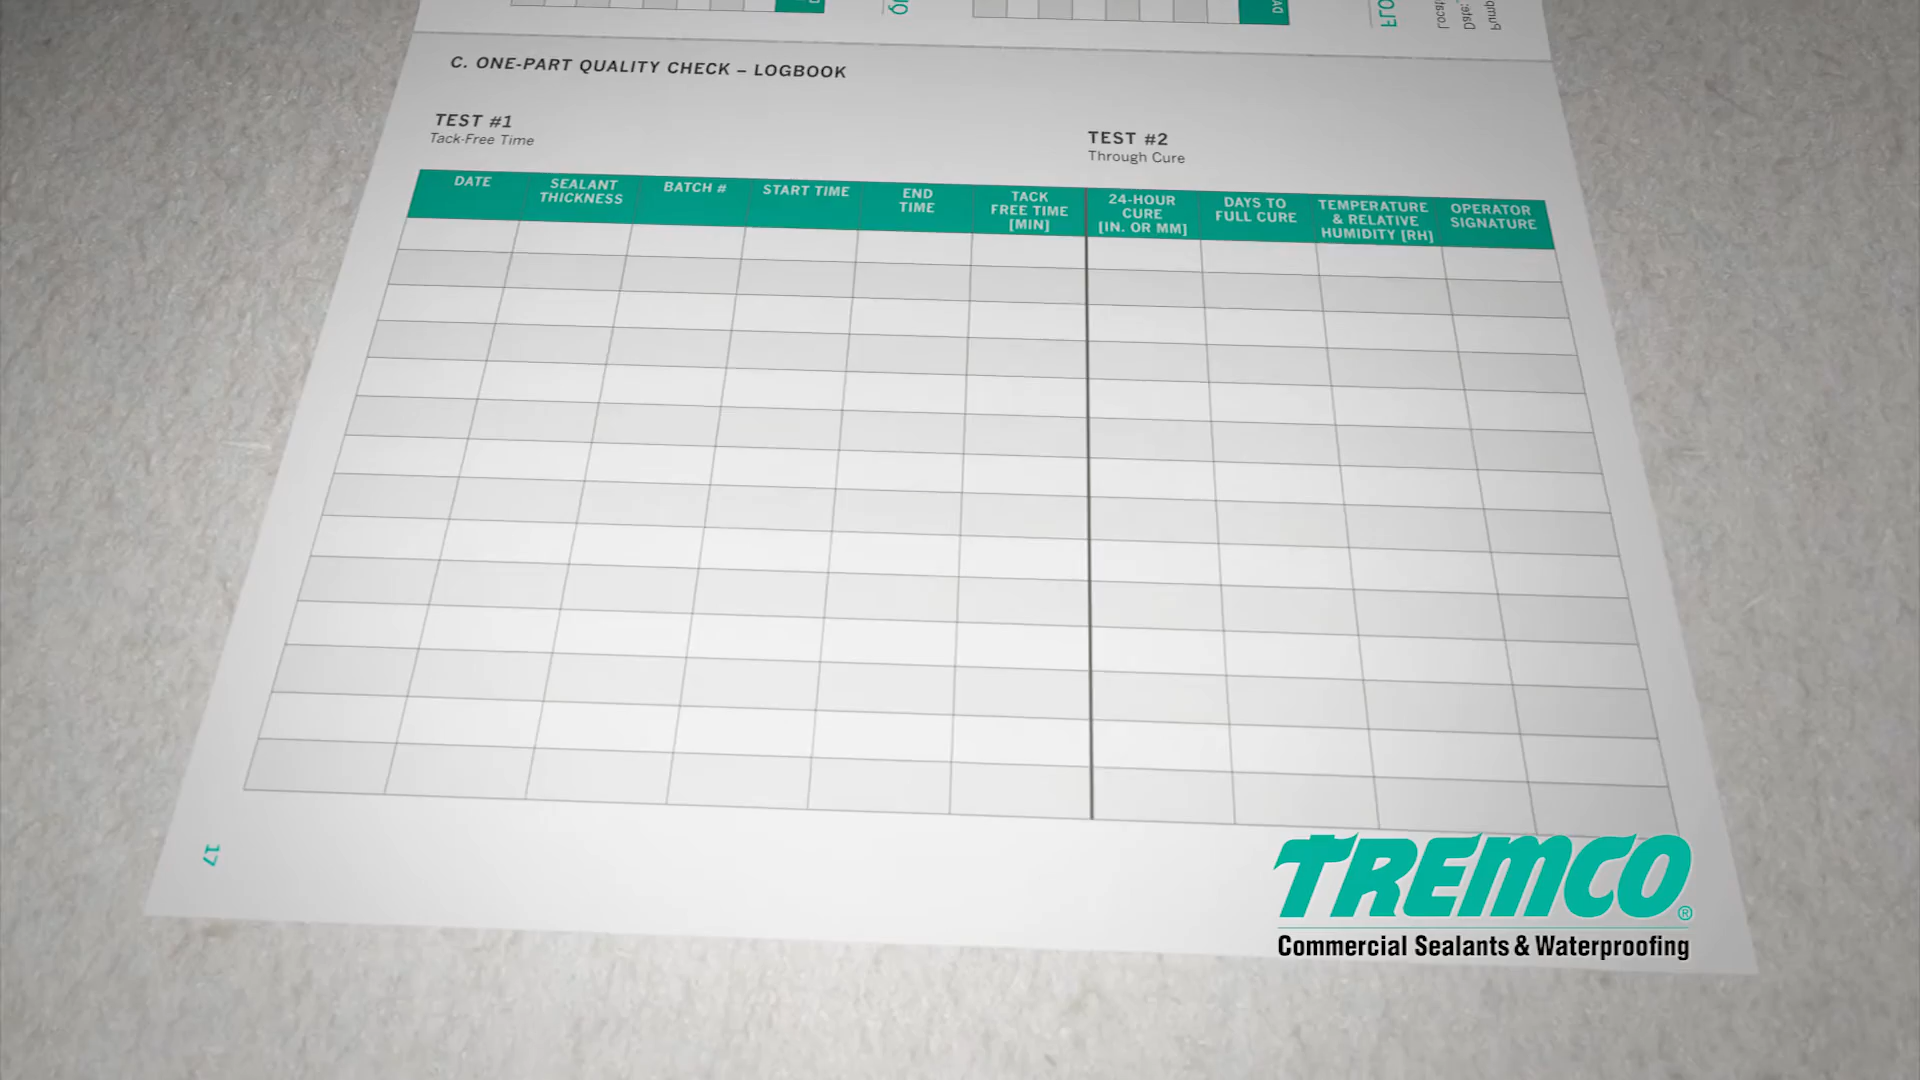 C. ONE-PART QUALITY CHECK – LOGBOOK
TEST #1
Tack-Free Time
TEST #2
Through Cure
DATE
SEALANT
THICKNESS
BATCH #
START TIME
END
TIME
TACK
FREE TIME
[MIN]
24-HOUR
CURE
[IN. OR MM]
DAYS TO
FULL CURE
TEMPERATURE
& RELATIVE
HUMIDITY [RH]
OPERATOR
SIGNATURE
17
TREMCO®
Commercial Sealants & Waterproofing